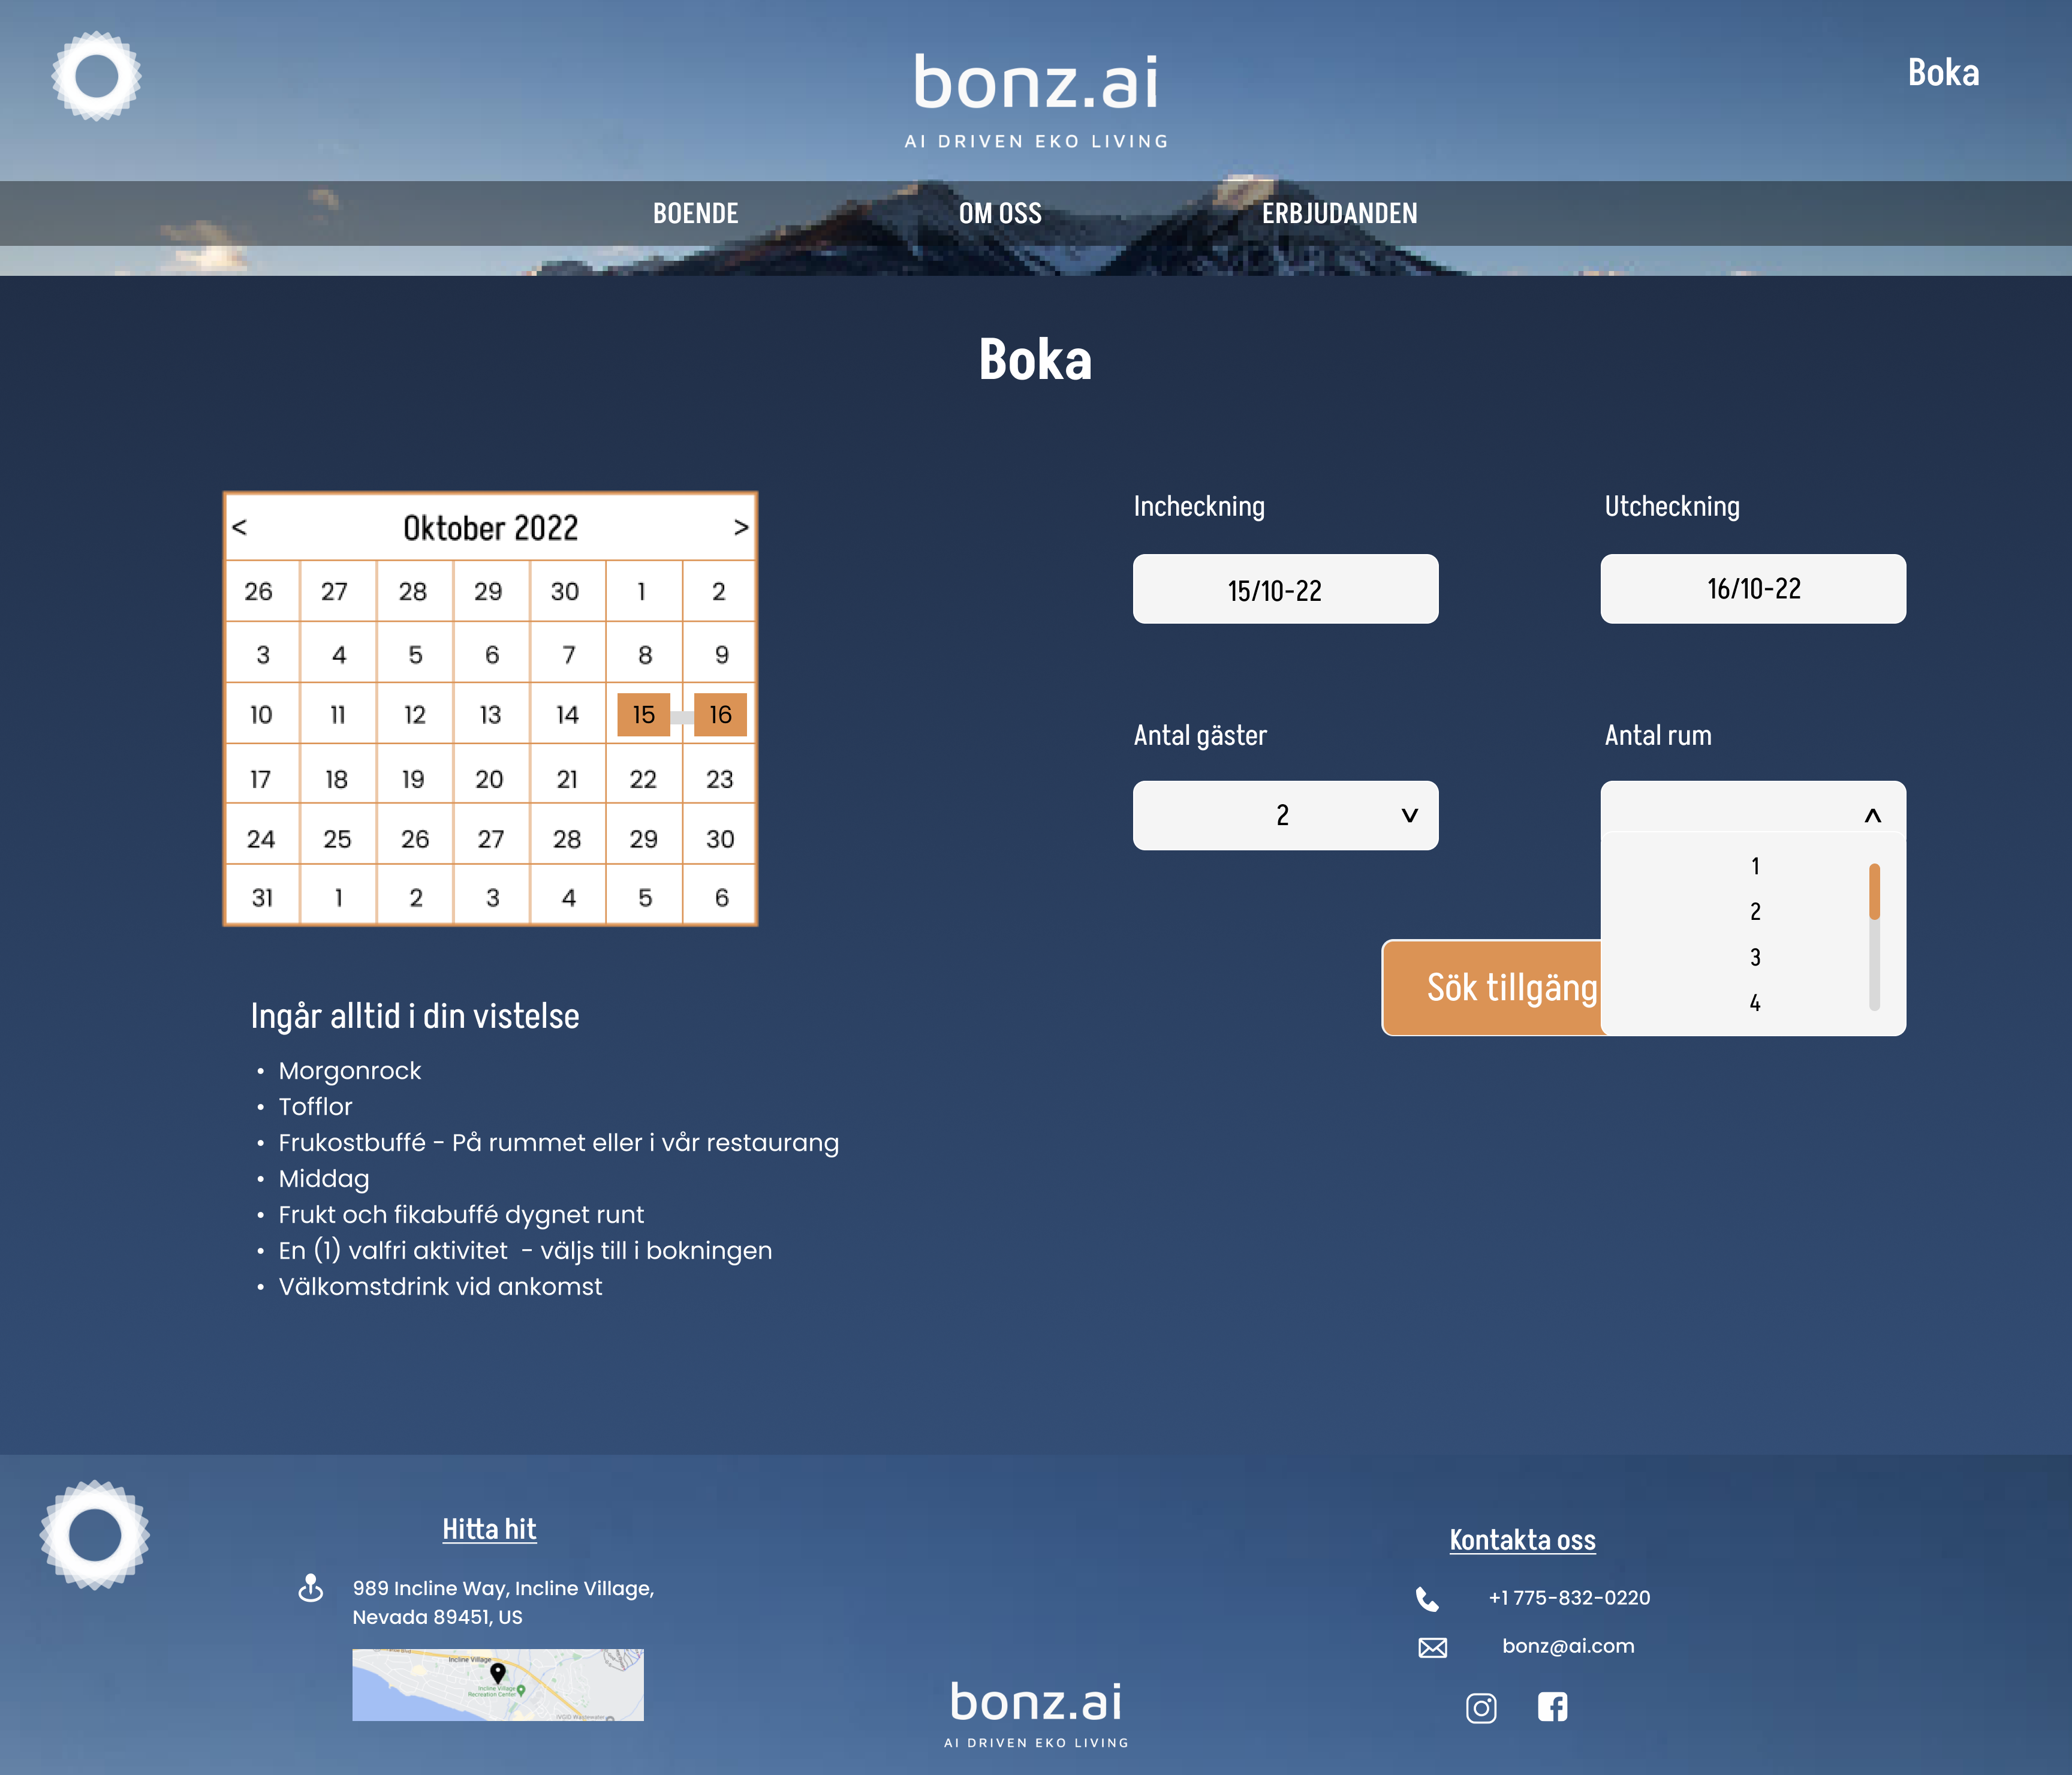 bonz.ai
AI DRIVEN EKO LIVING
Boka
BOENDE OM OSS ERBJUDANDEN
Boka
< Oktober 2022 >
26 27 28 29 30 1 2
3 4 5 6 7 8 9
10 11 12 13 14 15 16
17 18 19 20 21 22 23
24 25 26 27 28 29 30
31 1 2 3 4 5 6
Ingår alltid i din vistelse
• Morgonrock
• Tofflor
• Frukostbuffé - På rummet eller i vår restaurang
• Middag
• Frukt och fikabuffé dygnet runt
• En (1) valfri aktivitet - väljs till i bokningen
• Välkomstdrink vid ankomst
Incheckning
15/10-22
Utcheckning
16/10-22
Antal gäster
2
Antal rum
1
2
3
4
Sök tillgäng
Hitta hit
989 Incline Way, Incline Village,
Nevada 89451, US
Incline Village
Incline Village
Recreation Center
bonz.ai
AI DRIVEN EKO LIVING
Kontakta oss
+1 775-832-0220
bonz@ai.com